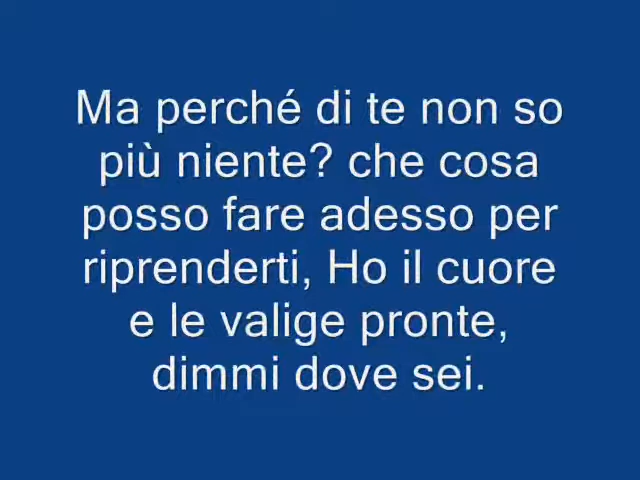 Ma perché di te non so
più niente? che cosa
posso fare adesso per
riprenderti, Ho il cuore
e le valige pronte,
dimmi dove sei.